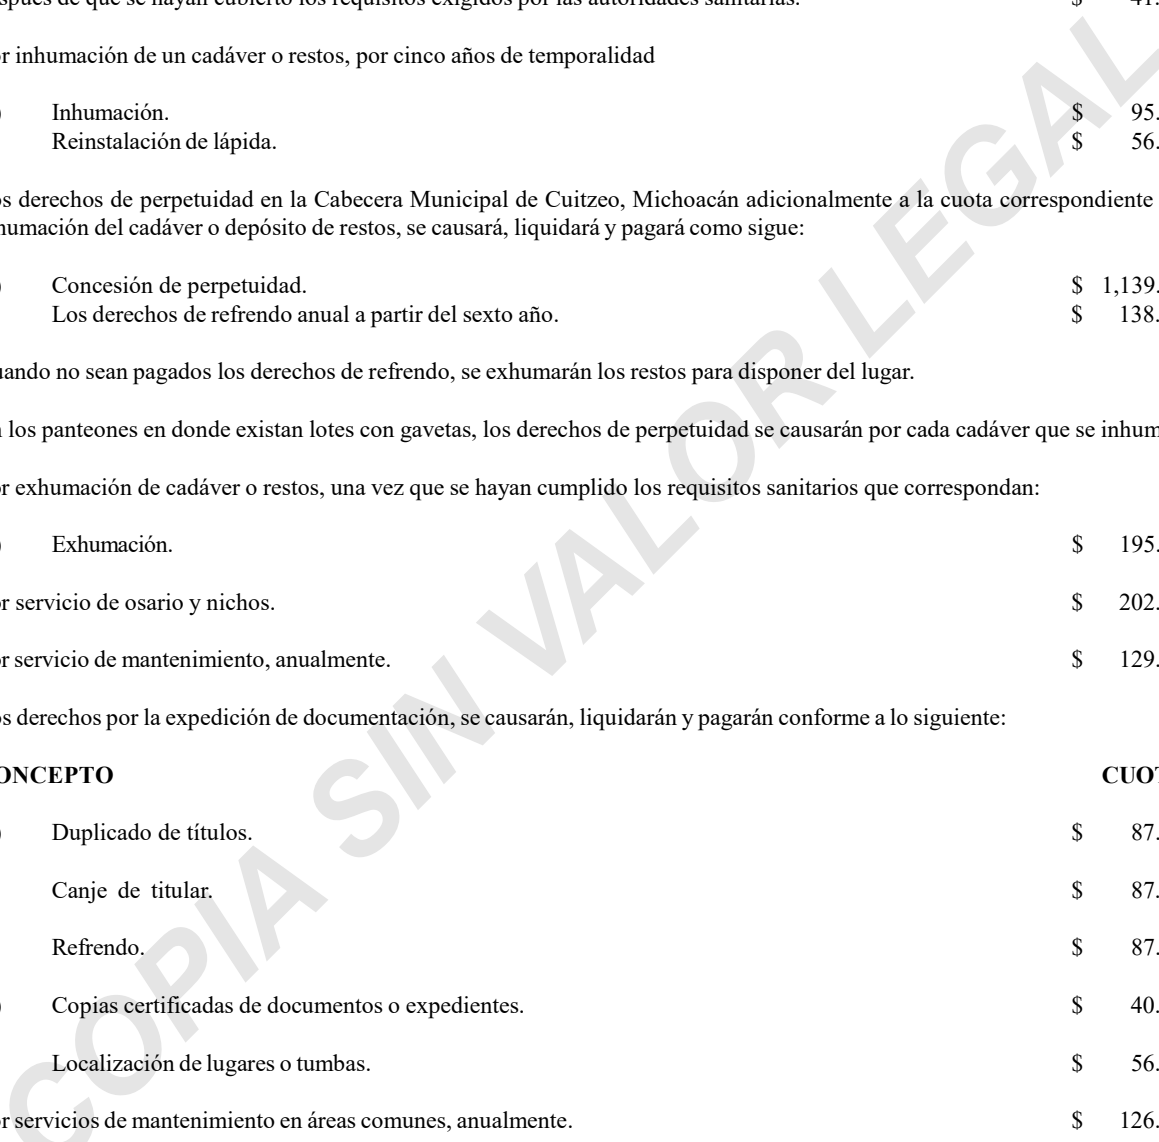 spués de que se hayan cubierto los requisitos exigidos por las autoridades sanitarias. $ 41.
r inhumación de un cadáver o restos, por cinco años de temporalidad
) Inhumación. $ 95.
Reinstalación de lápida. $ 56.
s derechos de perpetuidad en la Cabecera Municipal de Cuitzeo, Michoacán adicionalmente a la cuota correspondiente
humación del cadáver o depósito de restos, se causará, liquidará y pagará como sigue:
) Concesión de perpetuidad. $ 1,139.
Los derechos de refrendo anual a partir del sexto año. $ 138.
uando no sean pagados los derechos de refrendo, se exhumarán los restos para disponer del lugar.
n los panteones en donde existan lotes con gavetas, los derechos de perpetuidad se causarán por cada cadáver que se inhum
r exhumación de cadáver o restos, una vez que se hayan cumplido los requisitos sanitarios que correspondan:
) Exhumación. $ 195.
r servicio de osario y nichos. $ 202.
r servicio de mantenimiento, anualmente. $ 129.
s derechos por la expedición de documentación, se causarán, liquidarán y pagarán conforme a lo siguiente:
ONCEPTO CUOT
) Duplicado de títulos. $ 87.
Canje de titular. $ 87.
Refrendo. $ 87.
) Copias certificadas de documentos o expedientes. $ 40.
Localización de lugares o tumbas. $ 56.
r servicios de mantenimiento en áreas comunes, anualmente. $ 126.
COPIA SIN VALOR LEGAL